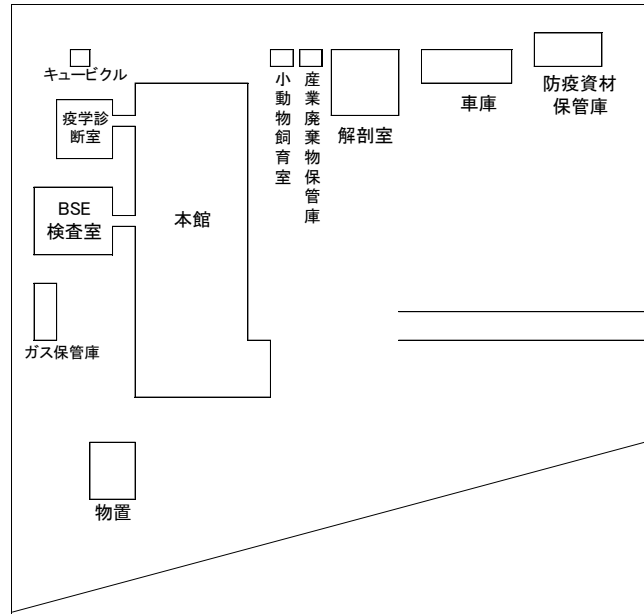 キュービクル
疫学診
断室
BSE
検査室
ガス保管庫
物置
本館
小動物飼育室
産業廃棄物保管庫
解剖室
車庫
防疫資材
保管庫